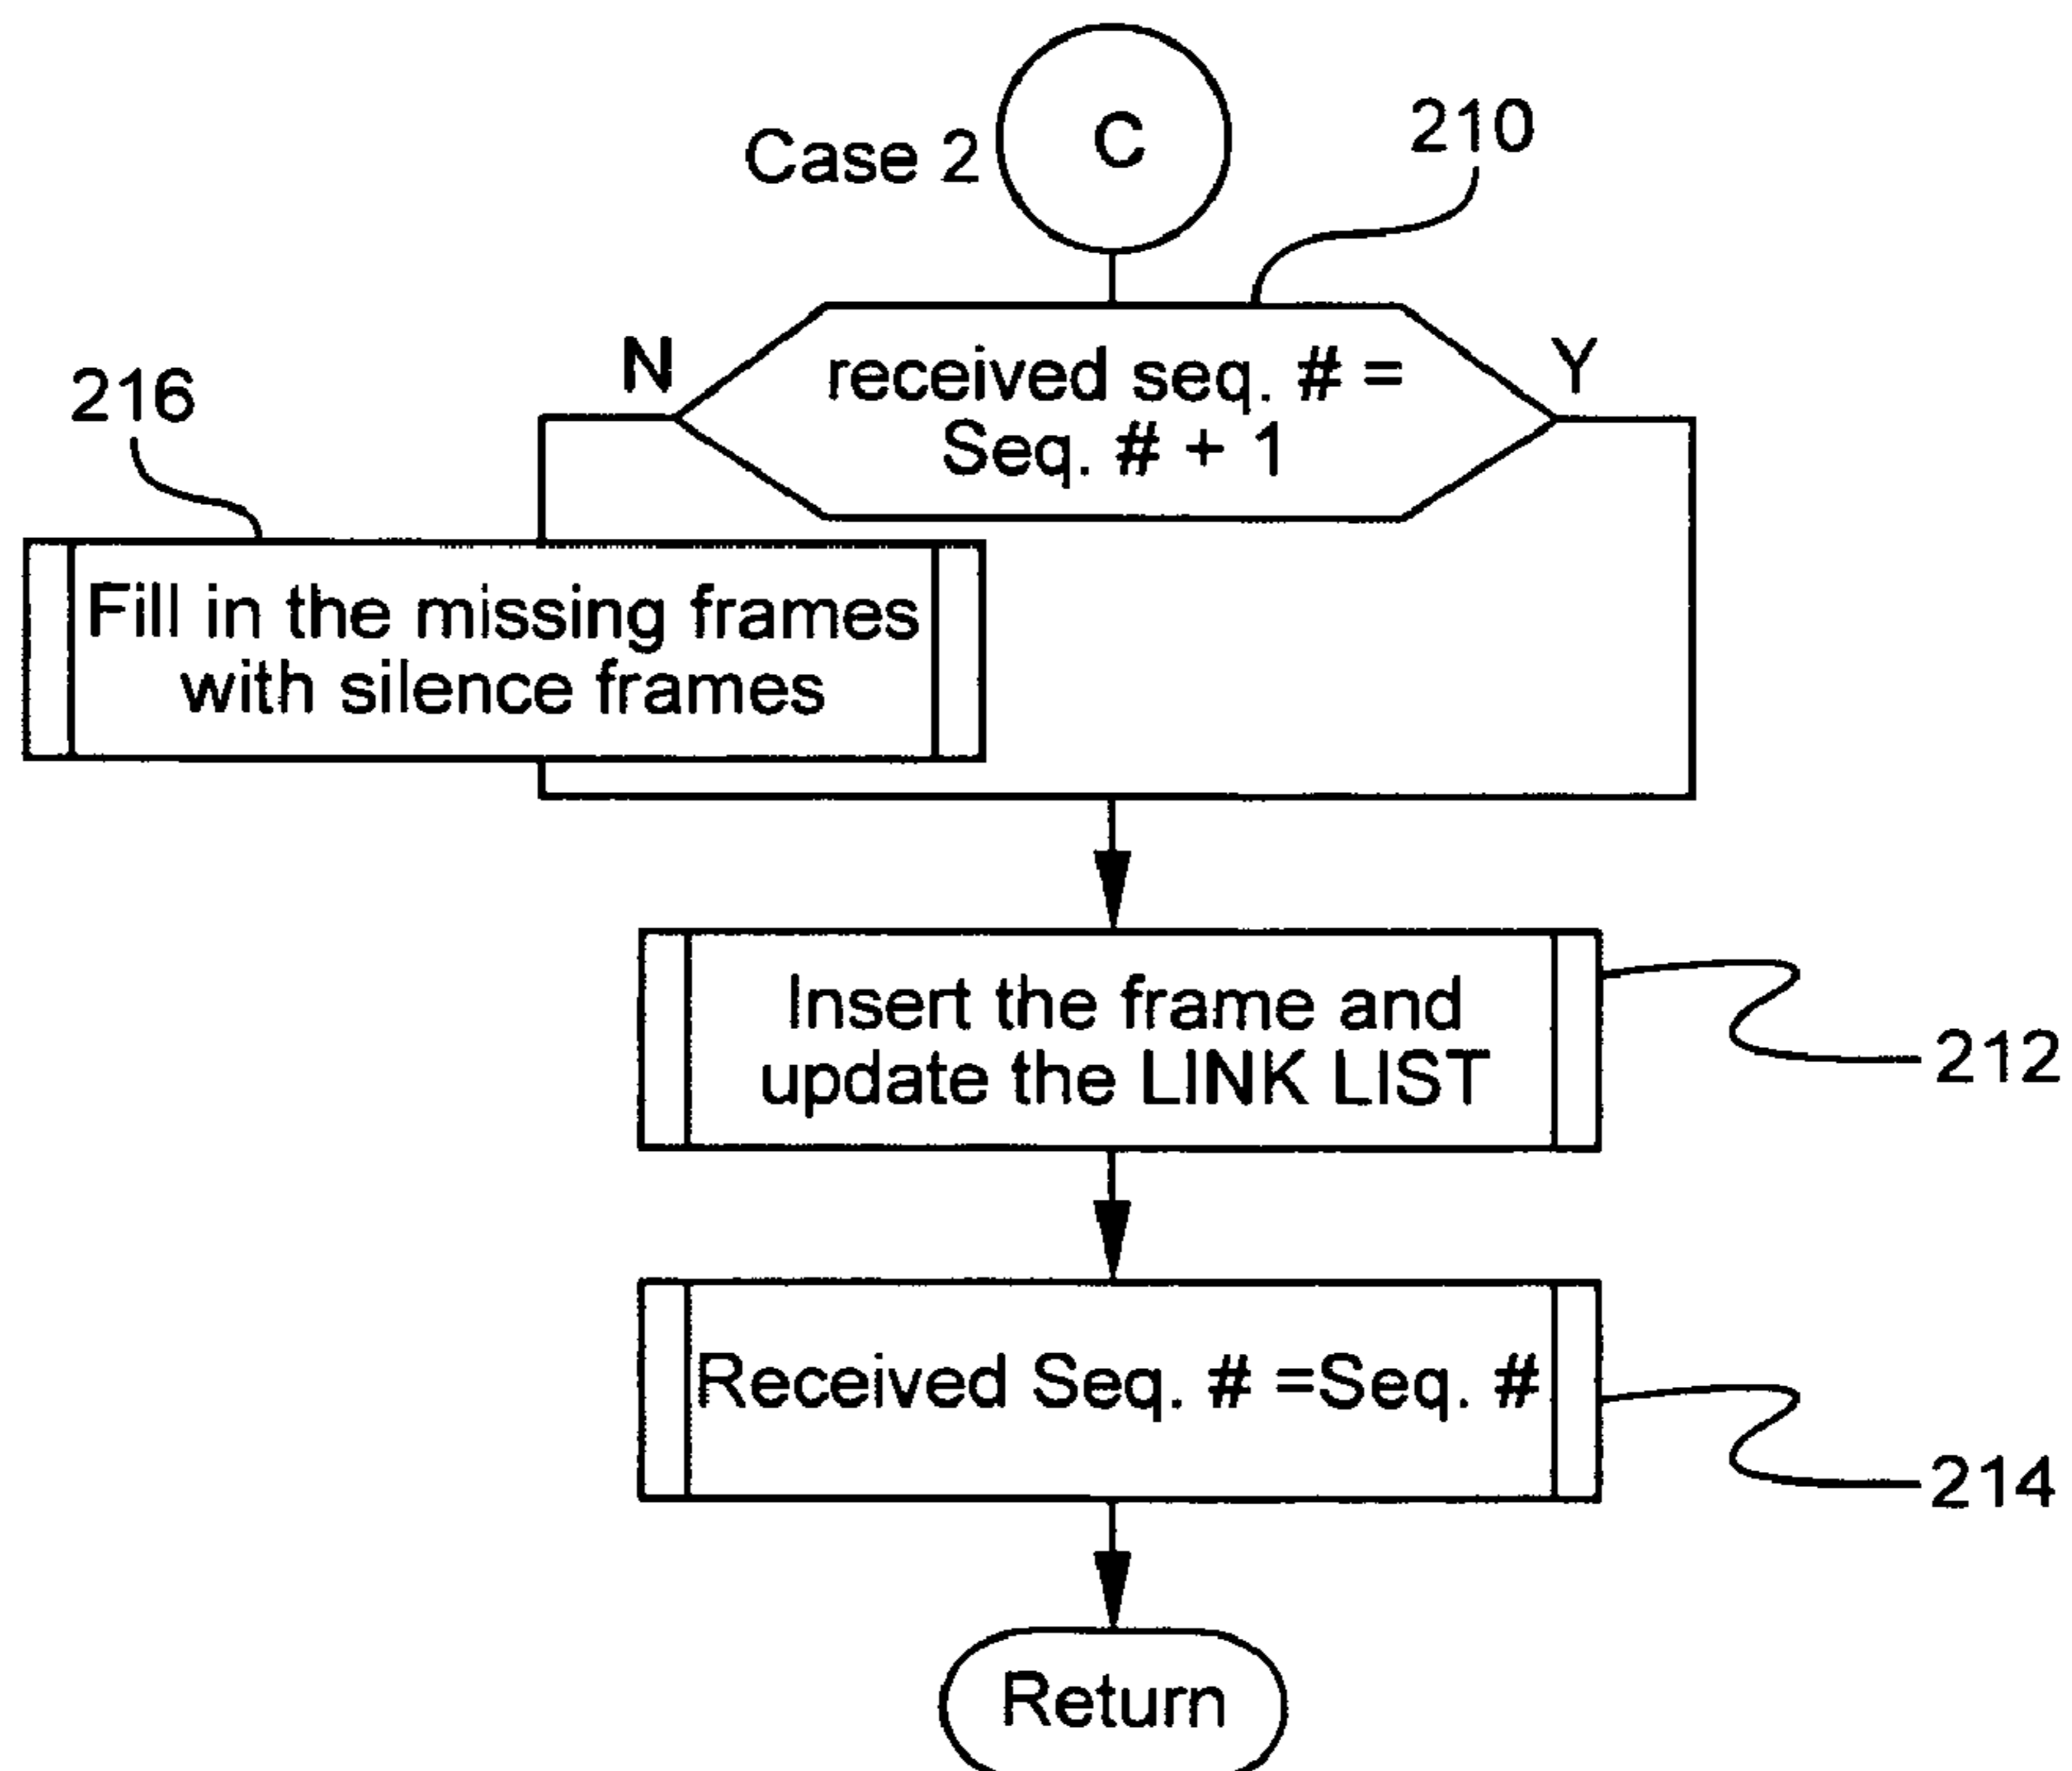 Case 2
C
210
N
received seq. # =
Seq. # + 1
Y
216
Fill in the missing frames
with silence frames
Insert the frame and
update the LINK LIST
212
Received Seq. # =Seq. #
214
Return